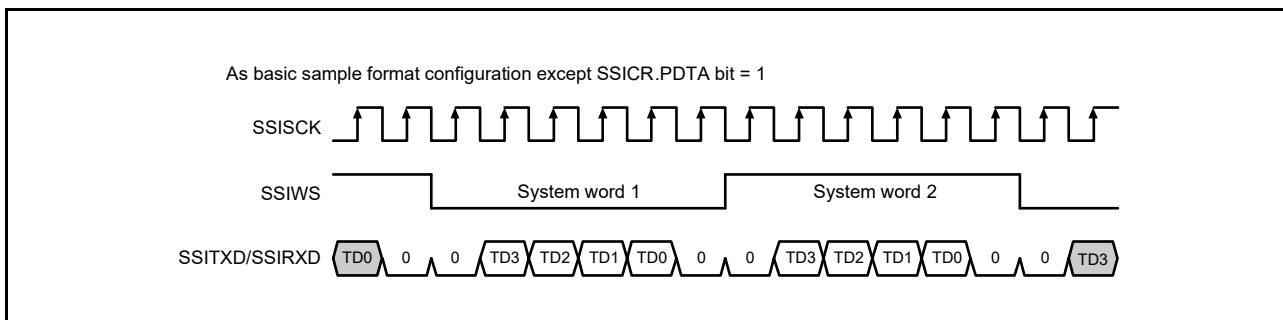 As basic sample format configuration except SSICR.PDTA bit = 1
SSISCK
SSIWS System word 1 System word 2
SSITXD/SSIRXD TD0 0 0 TD3 TD2 TD1 TD0 0 0 TD3 TD2 TD1 TD0 0 0 TD3